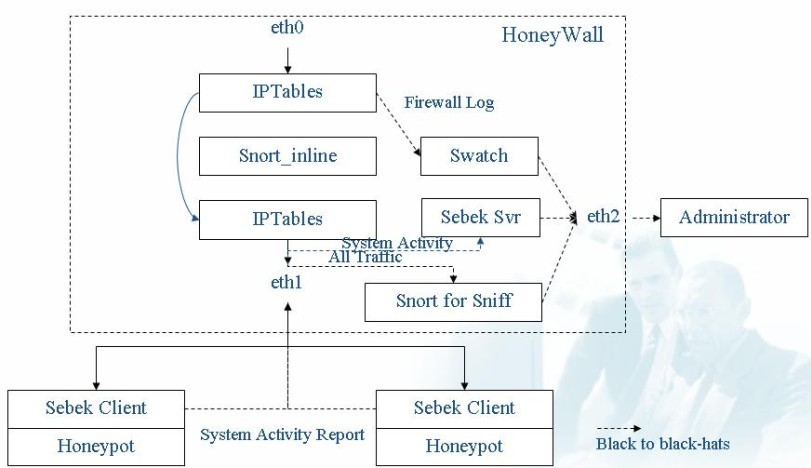 eth0
HoneyWall
IPTables
Firewall Log
Snort_inline
Swatch
IPTables
Sebek Svr
eth2
Administrator
System Activity
All Traffic
eth1
Snort for Sniff
Sebek Client
Sebek Client
Honeypot
System Activity Report
Honeypot
Black to black-hats